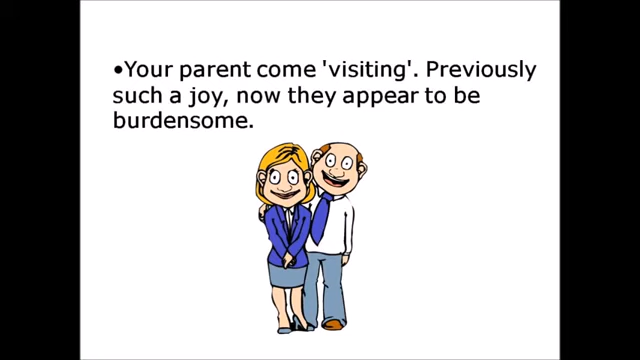 •Your parent come 'visiting'. Previously
such a joy, now they appear to be
burdensome.